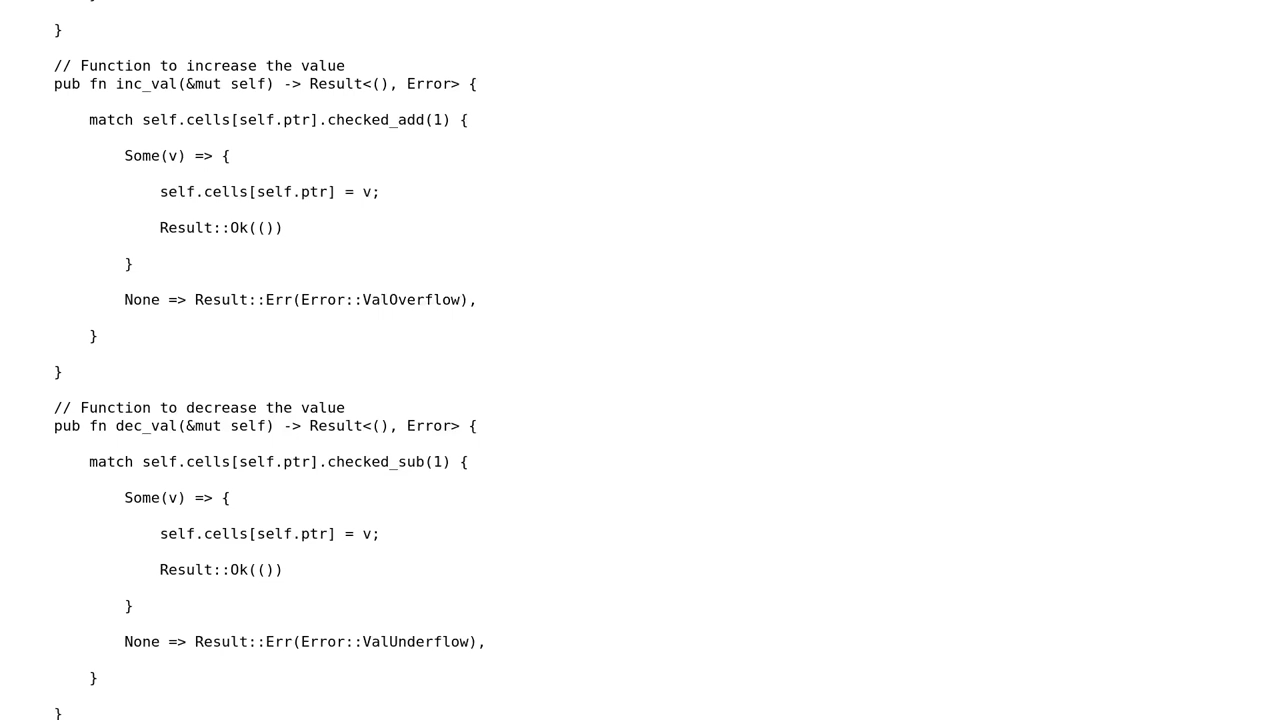 }
// Function to increase the value
pub fn inc_val(&mut self) -> Result<(), Error> {
match self.cells[self.ptr].checked_add(1) {
Some(v) => {
self.cells[self.ptr] = v;
Result::Ok(())
}
None => Result::Err(Error::ValOverflow),
}
}
// Function to decrease the value
pub fn dec_val(&mut self) -> Result<(), Error> {
match self.cells[self.ptr].checked_sub(1) {
Some(v) => {
self.cells[self.ptr] = v;
Result::Ok(())
}
None => Result::Err(Error::ValUnderflow),
}
}